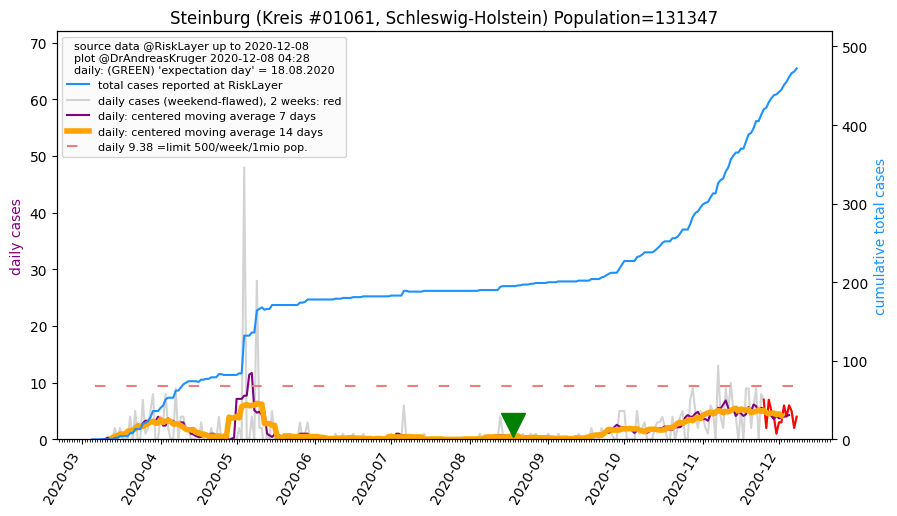 Steinburg (Kreis #01061, Schleswig-Holstein) Population=131347
source data @RiskLayer up to 2020-12-08
plot @DrAndreasKruger 2020-12-08 04:28
daily: (GREEN) 'expectation day' = 18.08.2020
total cases reported at RiskLayer
daily cases (weekend-flawed), 2 weeks: red
daily: centered moving average 7 days
daily: centered moving average 14 days
daily 9.38 =limit 500/week/1mio pop.
daily cases
70
60
50
40
30
20
10
0
cumulative total cases
500
400
300
200
100
0
2020-03
2020-04
2020-05
2020-06
2020-07
2020-08
2020-09
2020-10
2020-11
2020-12